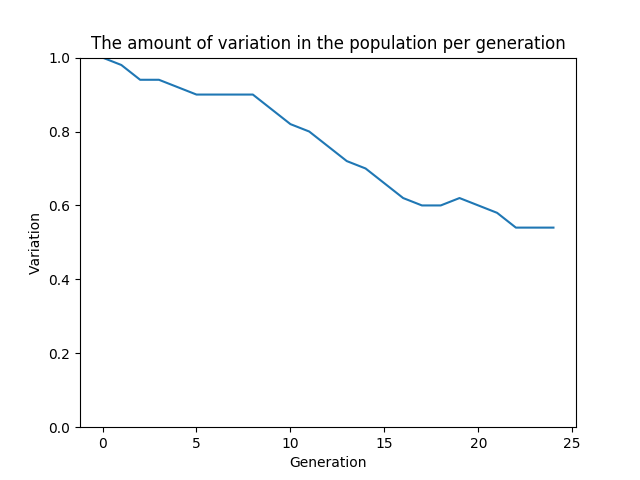 The amount of variation in the population per generation
1.0
0.8
0.6
0.4
0.2
0.0
Variation
0 5 10 15 20 25
Generation